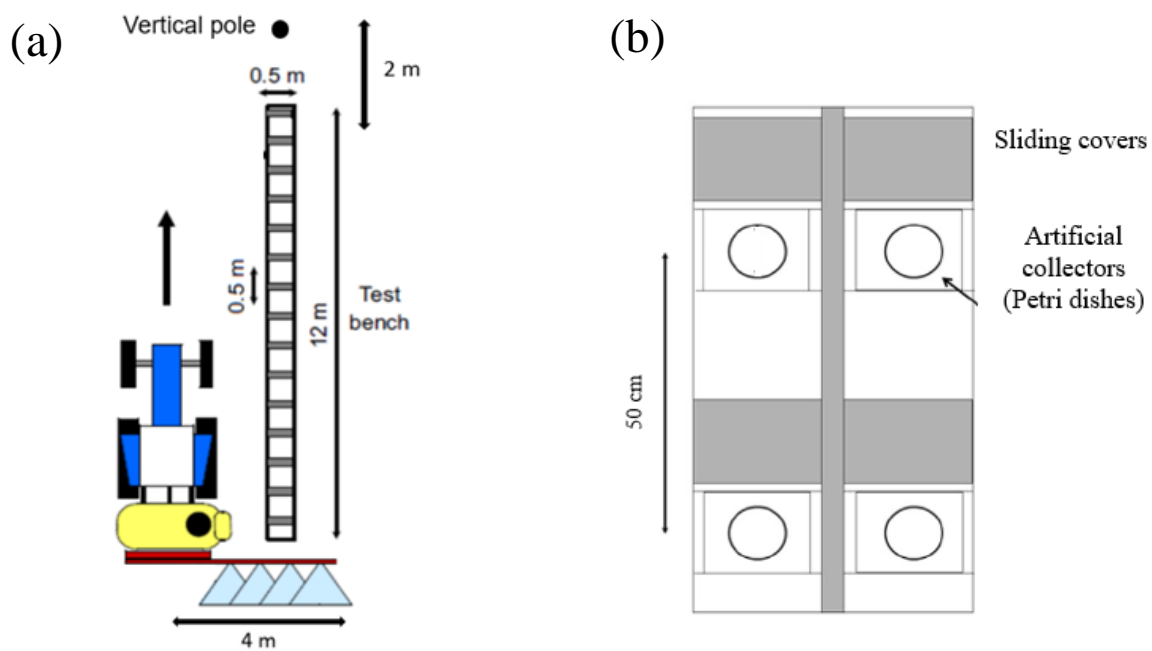 (a)
Vertical pole
2 m
0.5 m
0.5 m
12 m
Test
bench
4 m
(b)
Sliding covers
Artificial
collectors
(Petri dishes)
50 cm